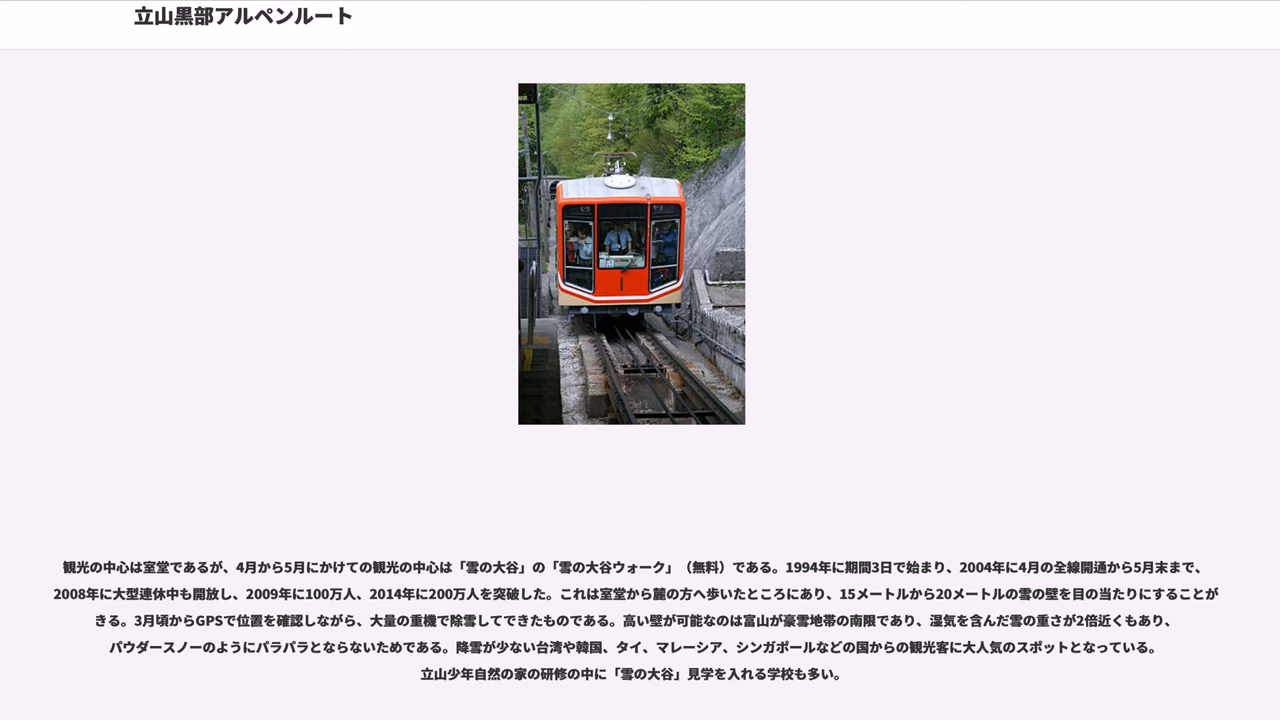 立山黒部アルペンルート
観光の中心は室堂であるが、4月から5月にかけての観光の中心は「雪の大谷」の「雪の大谷ウォーク」（無料）である。1994年に期間3日で始まり、2004年に4月の全線開通から5月末まで、
2008年に大型連休中も開放し、2009年に100万人、2014年に200万人を突破した。これは室堂から麓の方へ歩いたところにあり、15メートルから20メートルの雪の壁を目の当たりにすることが
きる。3月頃からGPSで位置を確認しながら、大量の重機で除雪してできたものである。高い壁が可能なのは富山が豪雪地帯の南限であり、湿気を含んだ雪の重さが2倍近くもあり、
パウダースノーのようにパラパラとならないためである。降雪が少ない台湾や韓国、タイ、マレーシア、シンガポールなどの国からの観光客に大人気のスポットとなっている。
立山少年自然の家の研修の中に「雪の大谷」見学を入れる学校も多い。